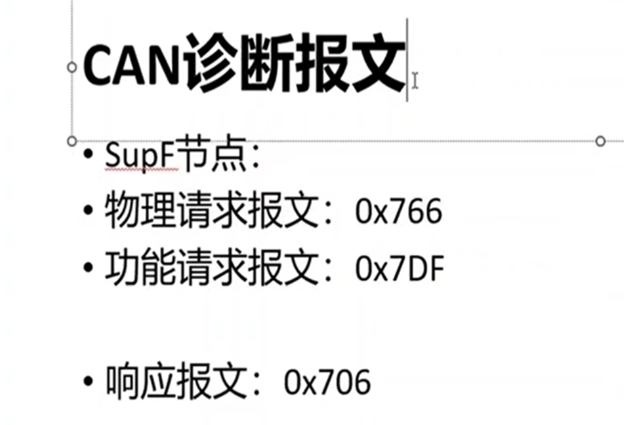 CAN诊断报文
• SupF节点：
• 物理请求报文：0x766
• 功能请求报文：0x7DF
• 响应报文：0x706